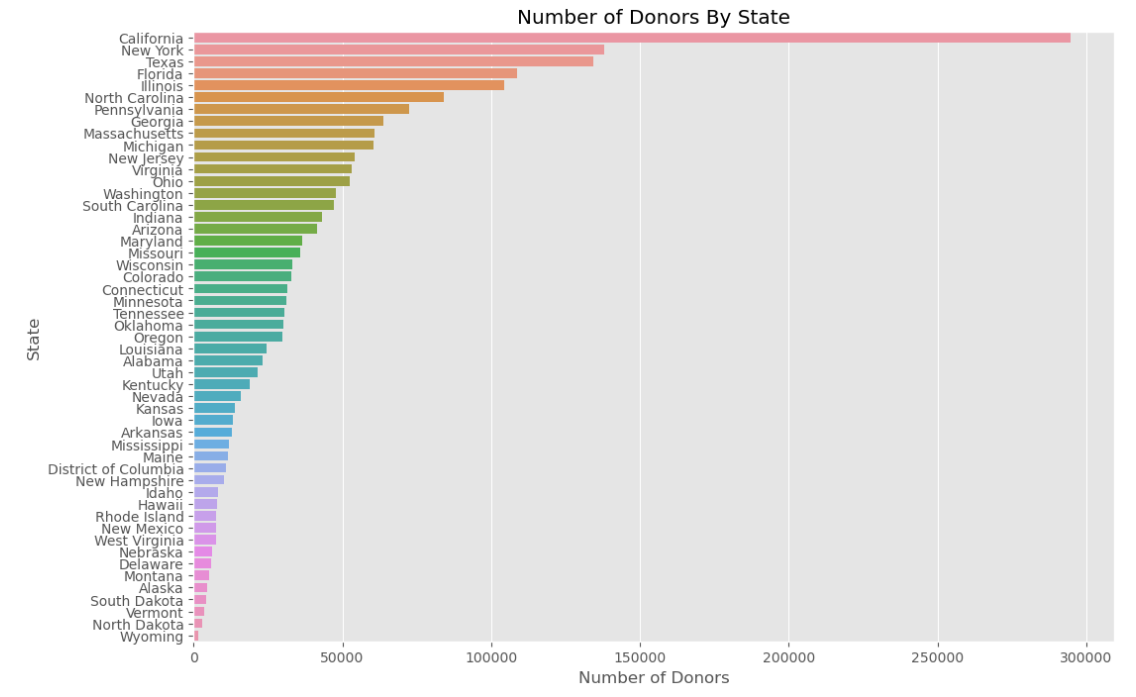 Number of Donors By State
California
New York
Texas
Florida
Illinois
North Carolina
Pennsylvania
Georgia
Massachusetts
Michigan
New Jersey
Virginia
Ohio
Washington
South Carolina
Indiana
Arizona
Maryland
Missouri
Wisconsin
Colorado
Connecticut
Minnesota
Tennessee
Oklahoma
Oregon
Louisiana
Alabama
Utah
Kentucky
Nevada
Kansas
Iowa
Arkansas
Mississippi
Maine
District of Columbia
New Hampshire
Idaho
Hawaii
Rhode Island
New Mexico
West Virginia
Nebraska
Delaware
Montana
Alaska
South Dakota
Vermont
North Dakota
Wyoming
State
0 50000 100000 150000 200000 250000 300000
Number of Donors